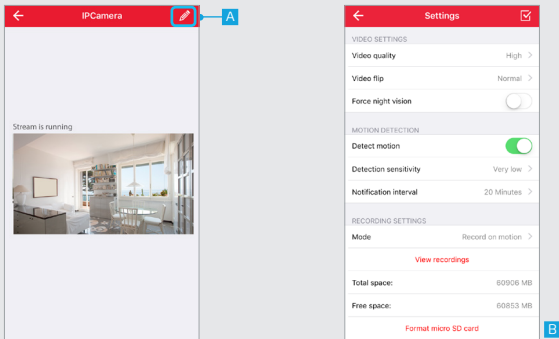 IPCamera
A
Stream is running
Settings
VIDEO SETTINGS
Video quality High
Video flip Normal
Force night vision
MOTION DETECTION
Detect motion
Detection sensitivity Very low
Notification interval 20 Minutes
RECORDING SETTINGS
Mode Record on motion
View recordings
Total space: 60906 MB
Free space: 60853 MB
Format micro SD card
B